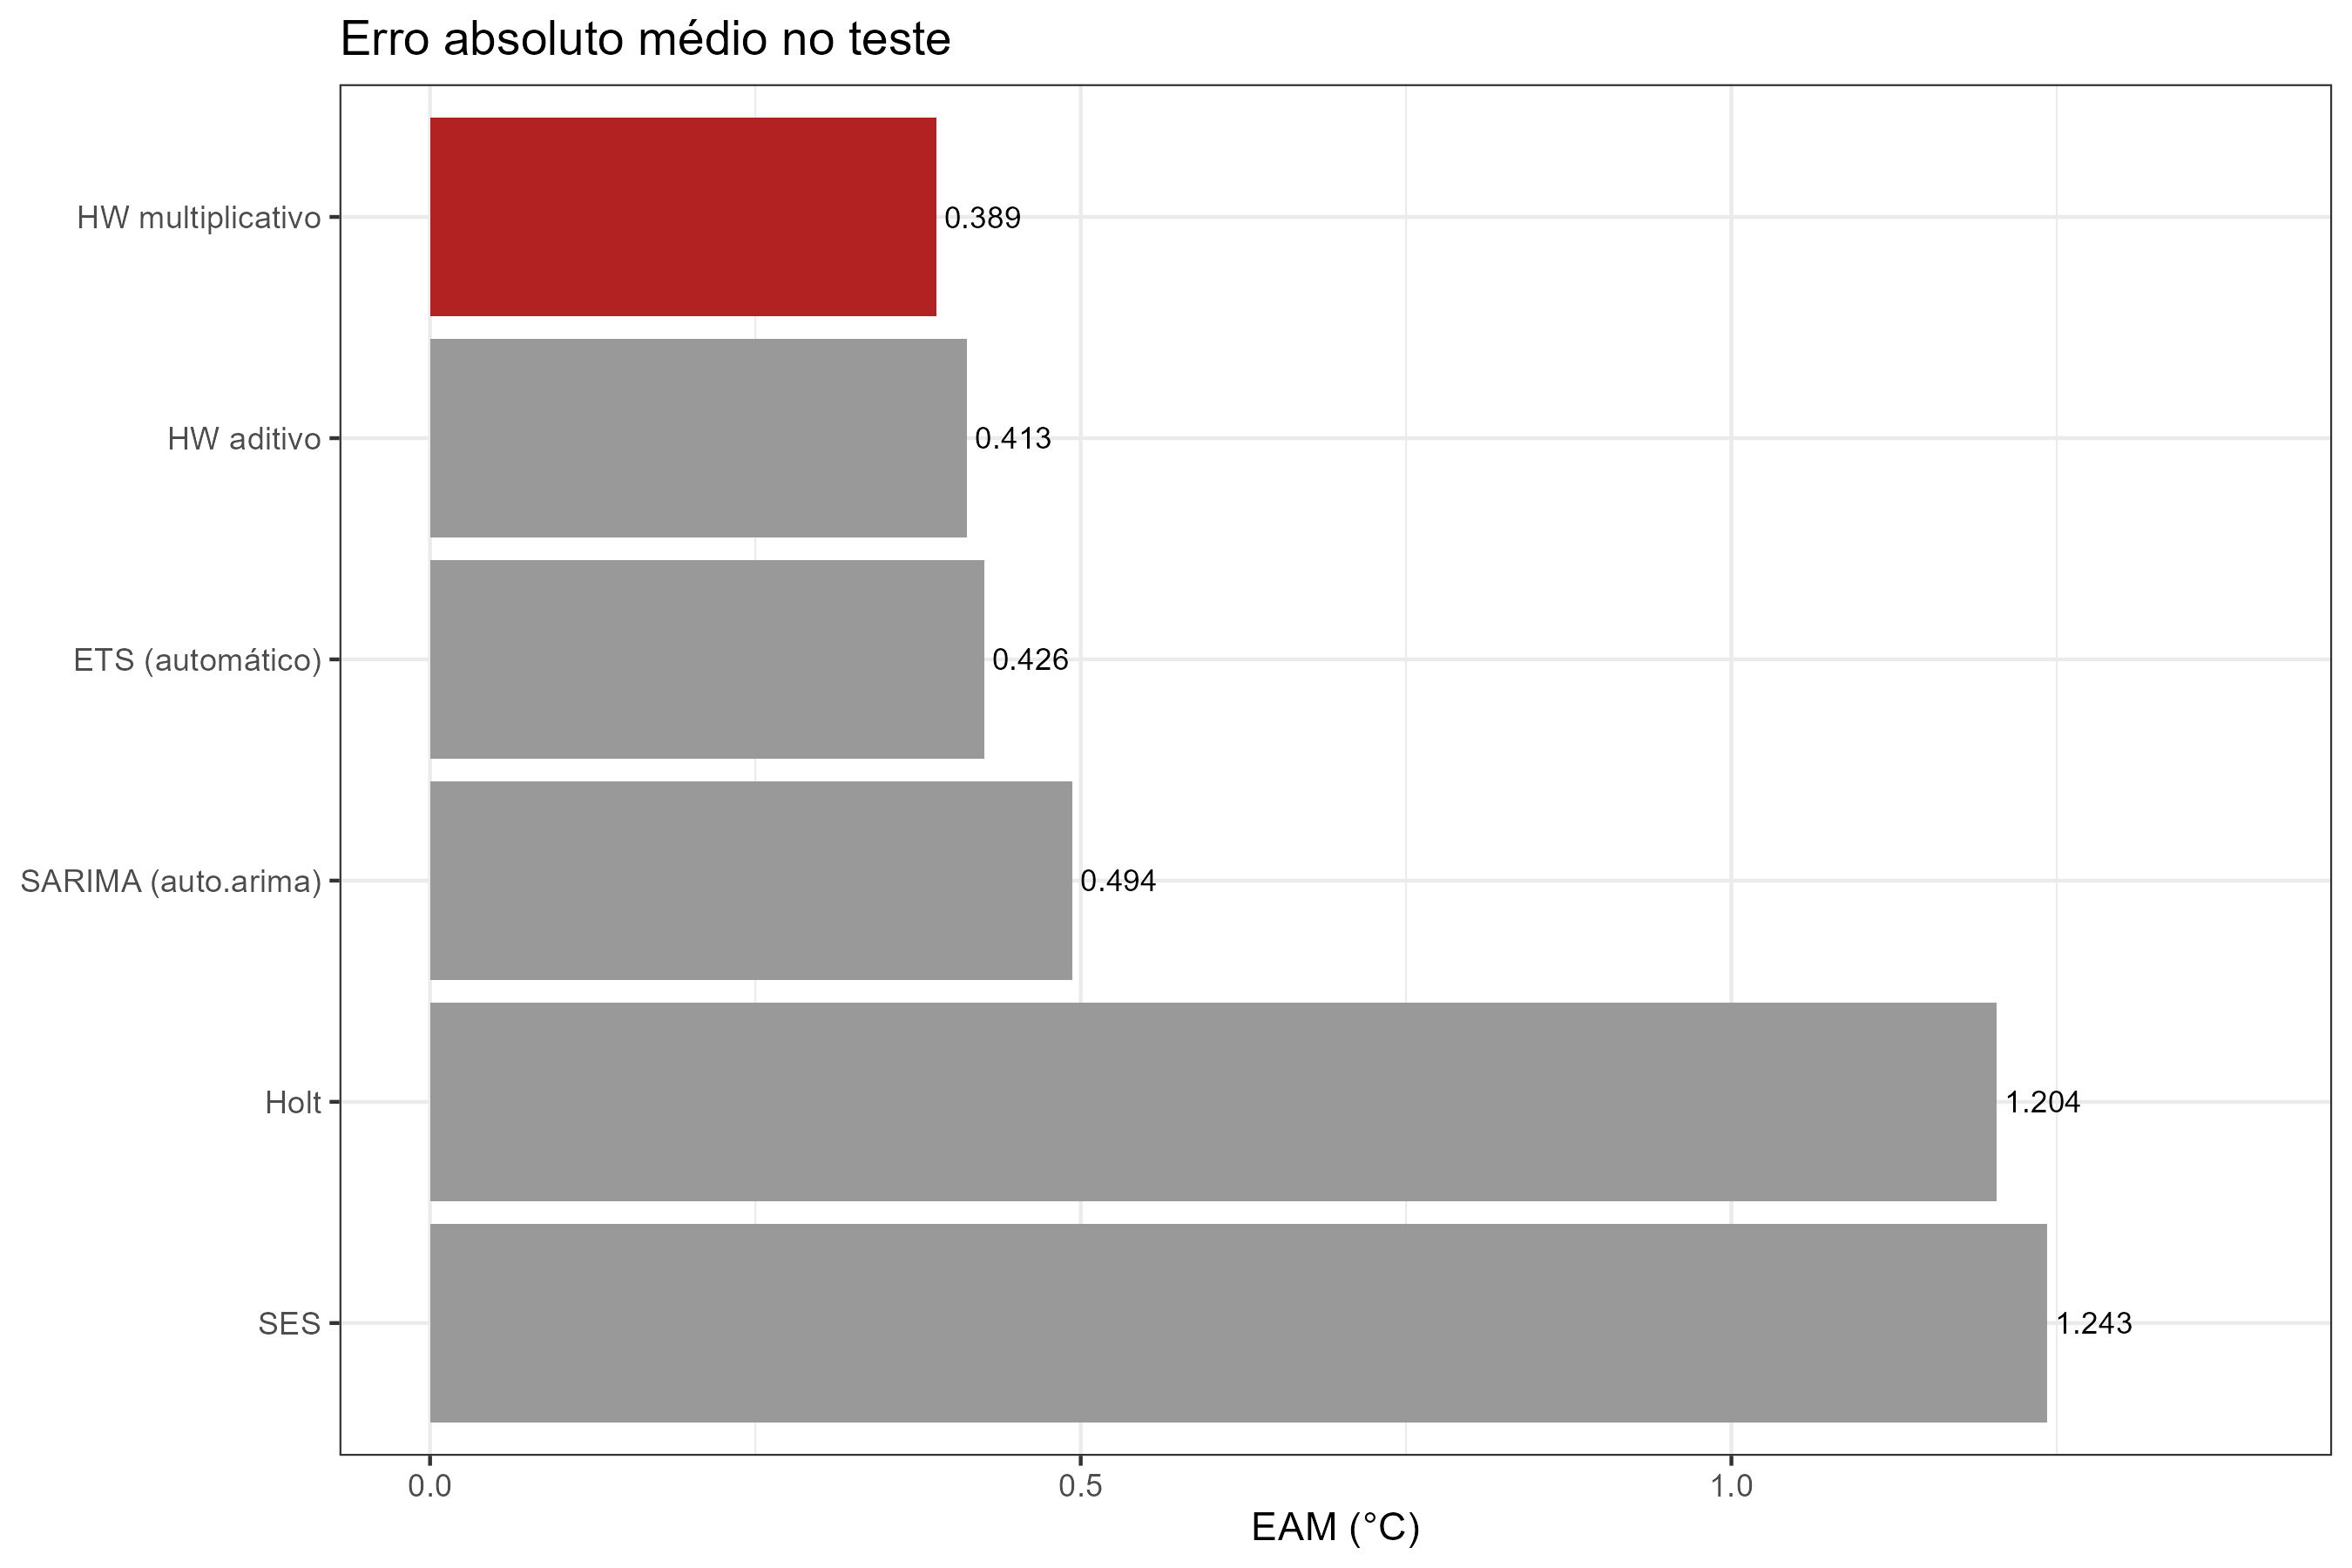 Erro absoluto médio no teste
HW multiplicativo
0.389
HW aditivo
0.413
ETS (automático)
0.426
SARIMA (auto.arima)
0.494
Holt
1.204
SES
1.243
0.0
0.5
1.0
EAM (°C)